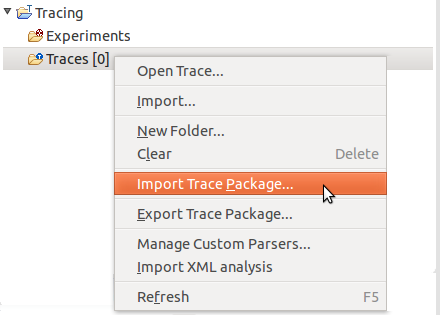 Tracing
Experiments
Traces [0]
Open Trace...
Import...
New Folder...
Clear Delete
Import Trace Package...
Export Trace Package...
Manage Custom Parsers...
Import XML analysis
Refresh F5